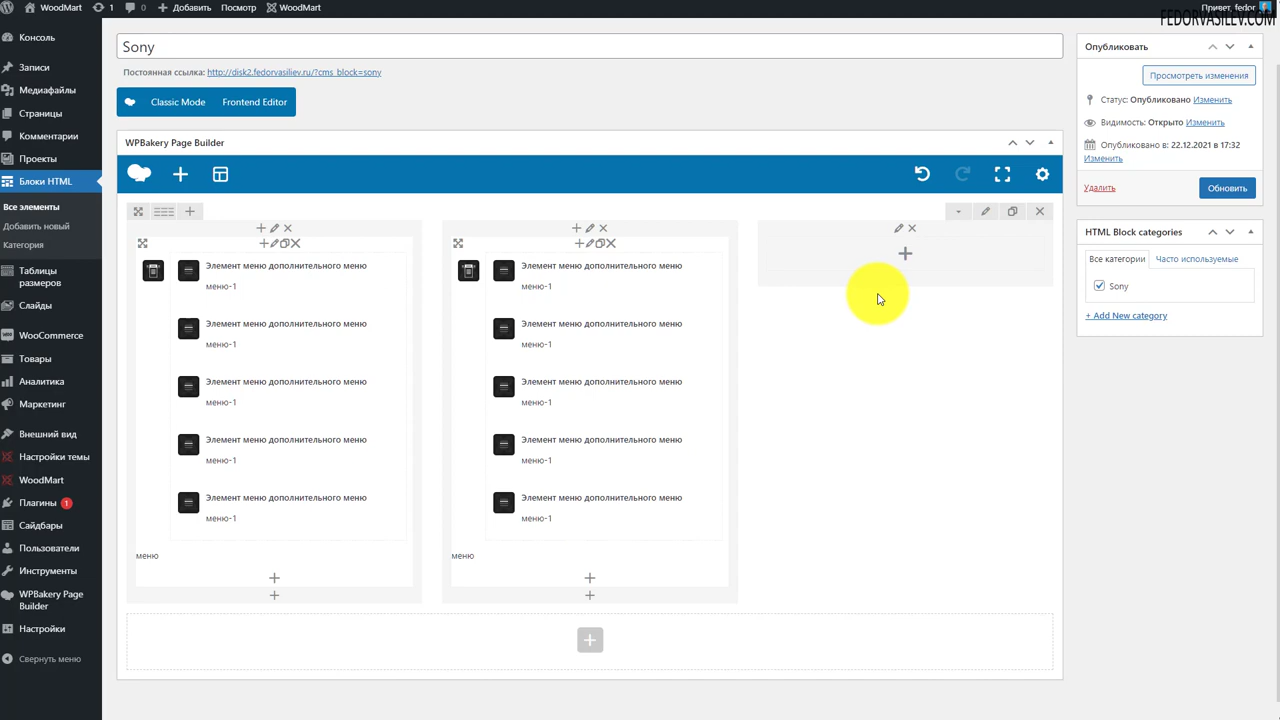 WoodMart 1 Добавить Посмотр WoodMart Привет, fedor
FEDORVASILEV.COM
Консоль
Записи
Медиафайлы
Страницы
Комментарии
Проекты
Блоки HTML
Все элементы
Добавить новый
Категория
Таблицы
размеров
Слайды
WooCommerce
Товары
Аналитика
Маркетинг
Внешний вид
Настройки темы
WoodMart
Плагины 1
Сайдбары
Пользователи
Инструменты
WPBakery Page
Builder
Настройки
Свернуть меню
Sony
Постоянная ссылка: http://disk2.fedorvasiliev.ru/?cms_block=sony
Classic Mode Frontend Editor
WPBakery Page Builder
Элемент меню дополнительного меню
меню-1
Элемент меню дополнительного меню
меню-1
Элемент меню дополнительного меню
меню-1
Элемент меню дополнительного меню
меню-1
Элемент меню дополнительного меню
меню-1
меню
Элемент меню дополнительного меню
меню-1
Элемент меню дополнительного меню
меню-1
Элемент меню дополнительного меню
меню-1
Элемент меню дополнительного меню
меню-1
Элемент меню дополнительного меню
меню-1
меню
Опубликовать
Просмотреть изменения
Статус: Опубликовано Изменить
Видимость: Открыто Изменить
Опубликовано в: 22.12.2021 в 17:32
Изменить
Удалить Обновить
HTML Block categories
Все категории Часто используемые
Sony
+ Add New category